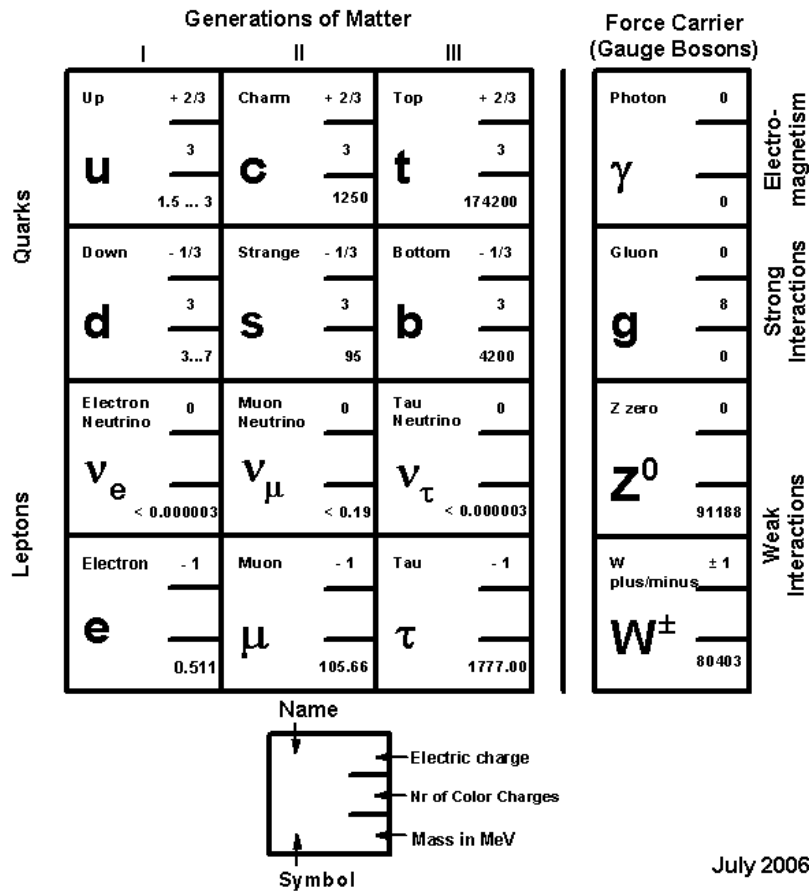 Generations of Matter
I II III
Force Carrier
(Gauge Bosons)
Quarks
Leptons
Up + 2/3
3
u
1.5 ... 3
Charm + 2/3
3
c
1250
Top + 2/3
3
t
174200
Photon 0
γ
0
Electro-
magnetism
Down - 1/3
3
d
3...7
Strange - 1/3
3
s
95
Bottom - 1/3
3
b
4200
Gluon 0
8
g
0
Strong
Interactions
Electron 0
Neutrino
νe
< 0.000003
Muon 0
Neutrino
νμ
< 0.19
Tau 0
Neutrino
ντ
< 0.000003
Z zero 0
Z⁰
91188
Weak
Interactions
Electron - 1
e
0.511
Muon - 1
μ
105.66
Tau - 1
τ
1777.00
W ± 1
plus/minus
W±
80403
Name
Electric charge
Nr of Color Charges
Mass in MeV
Symbol
July 2006